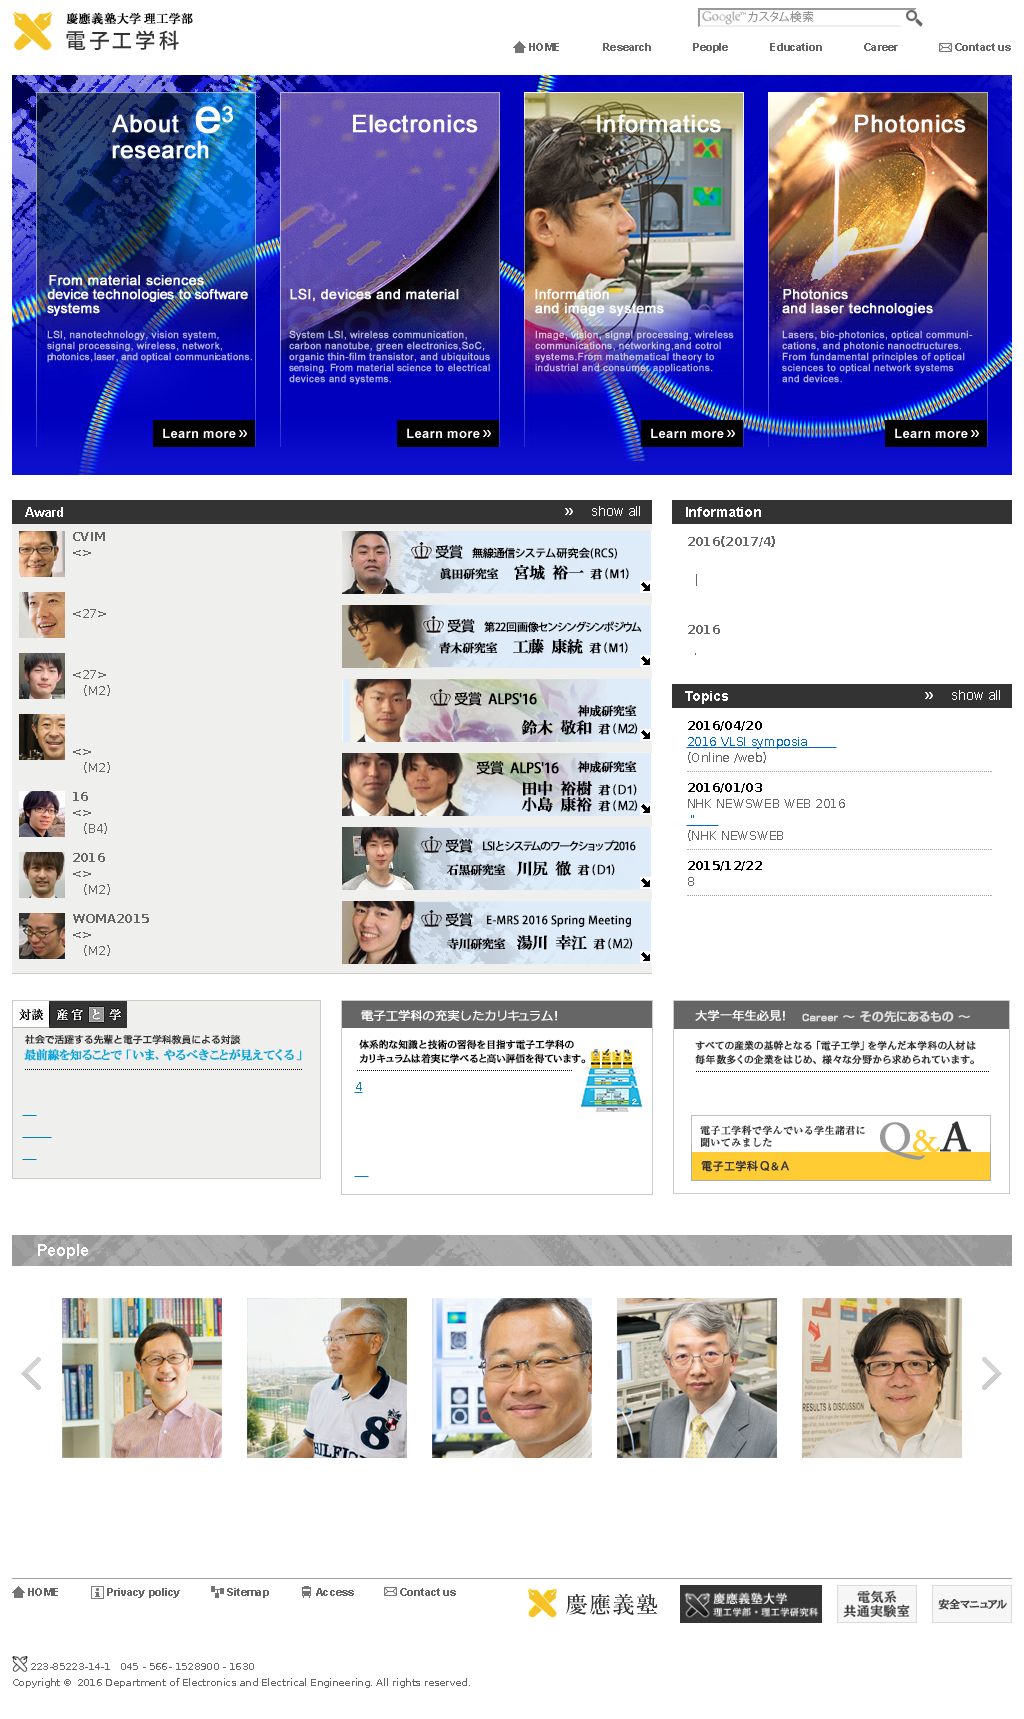 慶應義塾大学 理工学部
電子工学科
Google™ カスタム検索
HOME
Research
People
Education
Career
Contact us
About e3
research
From material sciences
device technologies to software
systems
LSI, nanotechnology, vision system,
signal processing, wireless, network,
photonics,laser, and optical communications.
Learn more »
Electronics
LSI, devices and material
System LSI, wireless communication,
carbon nanotube, green electronics,SoC,
organic thin-film transistor, and ubiquitous
sensing. From material science to electrical
devices and systems.
Learn more »
Informatics
Information
and image systems
Image, vision, signal processing, wireless
communications, networking,and cotrol
systems.From mathematical theory to
industrial and consumer applications.
Learn more »
Photonics
Photonics
and laser technologies
Lasers, bio-photonics, optical communi-
cations, and photonic nanoctructures.
From fundamental principles of optical
sciences to optical network systems
and devices.
Learn more »
Award
» show all
CVIM
<>
<27>
<27>
(M2)
<>
(M2)
16
<>
(B4)
2016
<>
(M2)
WOMA2015
<>
(M2)
受賞 無線通信システム研究会(RCS)
眞田研究室 宮城 裕一 君 (M1)
受賞 第22回画像センシングシンポジウム
青木研究室 工藤 康統 君 (M1)
受賞 ALPS'16
神成研究室
鈴木 敬和 君 (M2)
受賞 ALPS'16 神成研究室
田中 裕樹 君 (D1)
小島 康裕 君 (M2)
受賞 LSIとシステムのワークショップ2016
石黒研究室 川尻 徹 君 (D1)
受賞 E-MRS 2016 Spring Meeting
寺川研究室 湯川 幸江 君 (M2)
Information
2016{2017/4}
|
2016
.
Topics
» show all
2016/04/20
2016 VLSI symposia
(Online /web)
2016/01/03
NHK NEWSWEB WEB 2016
"
(NHK NEWSWEB
2015/12/22
8
対談 産官と学
社会で活躍する先輩と電子工学科教員による対談
最前線を知ることで「いま、やるべきことが見えてくる」
電子工学科の充実したカリキュラム!
体系的な知識と技術の習得を目指す電子工学科の
カリキュラムは着実に学べると高い評価を得ています。
4
2
大学一年生必見! Career ～ その先にあるもの ～
すべての産業の基幹となる「電子工学」を学んだ本学科の人材は
毎年数多くの企業をはじめ、様々な分野から求められています。
電子工学科で学んでいる学生諸君に
聞いてみました
Q&A
電子工学科Q&A
People
8
HILFIG
RESULTS & DISCUSSION
HOME
Privacy policy
Sitemap
Access
Contact us
慶應義塾
慶應義塾大学
理工学部・理工学研究科
電気系
共通実験室
安全マニュアル
223-85223-14-1 045 - 566- 1528900 - 1630
Copyright © 2016 Department of Electronics and Electrical Engineering. All rights reserved.